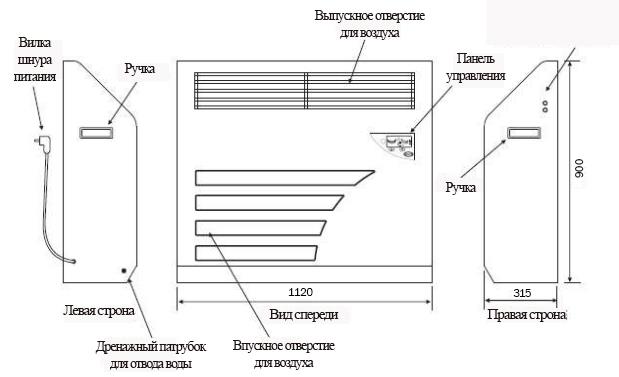 Выпускное отверстие
для воздуха
Вилка
шнура
питания
Ручка
Панель
управления
Ручка
900
1120
315
Левая строна
Вид спереди
Правая строна
Дренажный патрубок
для отвода воды
Впускное отверстие
для воздуха